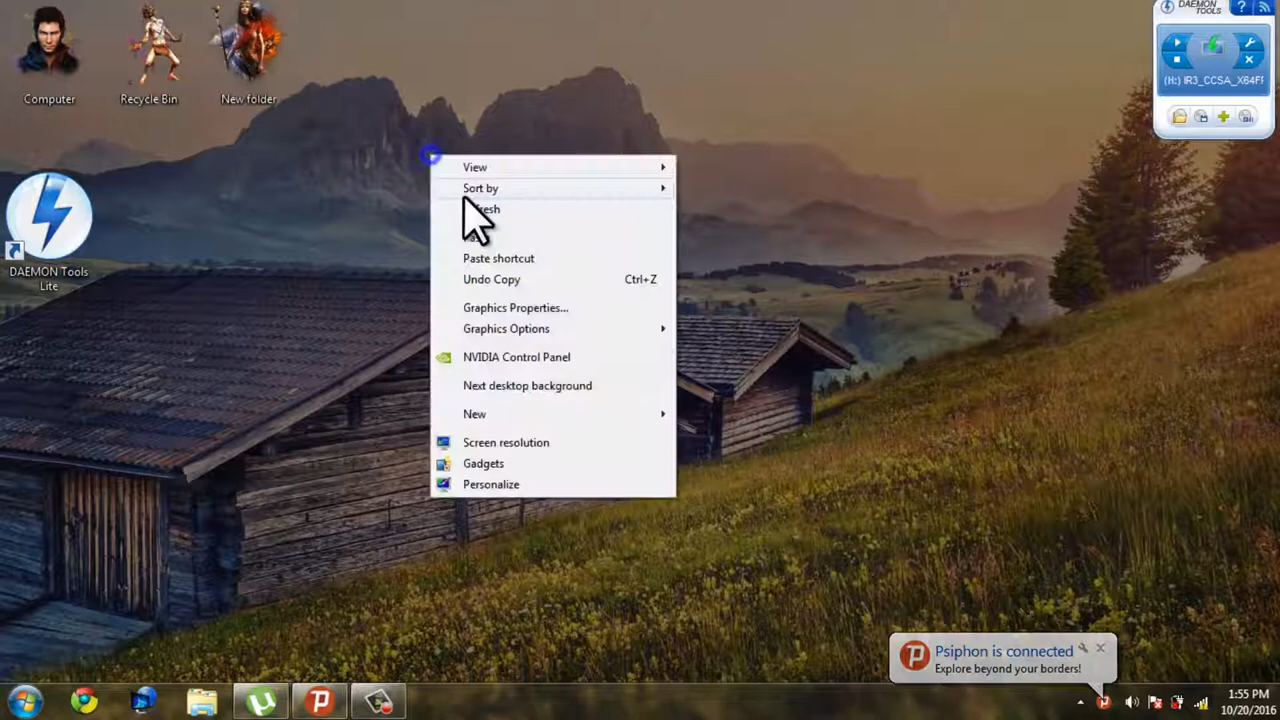 DAEMON
TOOLS
?
(H:) IR3_CCSA_X64FR
Computer
Recycle Bin
New folder
DAEMON Tools
Lite
View
Sort by
Paste shortcut
Undo Copy Ctrl+Z
Graphics Properties...
Graphics Options
NVIDIA Control Panel
Next desktop background
New
Screen resolution
Gadgets
Personalize
Psiphon is connected
Explore beyond your borders!
1:55 PM
10/20/2016